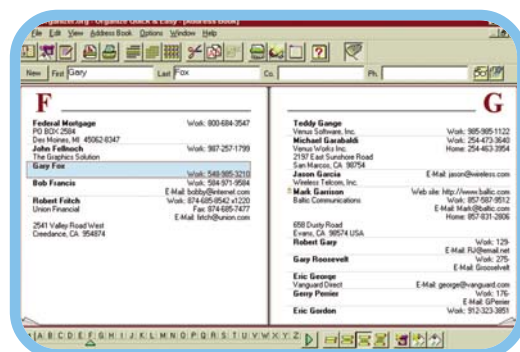 Organize Quick & Easy - [Address Book]
File Edit View Address Book Options Window Help
New First Gary Last Fox Co. Ph.
F
Federal Mortgage Work: 800-684-3547
PO BOX 2584
Des Moines, MI 45062-8347
John Fellnoch Work: 987-257-1799
The Graphics Solution
Gary Fox
Work: 548-985-3210
Bob Francis Work: 584-971-9584
E Mail: bobby@internet.com
Robert Fritch Work: 874-685-8542 x1220
Union Financial Fax: 874-685-7477
E-Mail: fritch@union.com
2541 Valley Road West
Creedance, CA 954874
G
Teddy Gange
Venus Software, Inc. Work: 985-985-1122
Michael Garabaldi Work: 254-473-3640
Venus Works Inc. Home: 254-463-3954
2197 East Sunshore Road
San Marcos, CA 98754
Jason Garcia E-Mail: jason@wireless.com
Wireless Telcom, Inc.
Mark Garrison Web site: http://www.baltic.com
Baltic Communications Work: 857-587-9512
E-Mail: Mark@baltic.com
Home: 857-831-2806
658 Dusty Road
Evans, CA 98574 USA
Robert Gary Work: 129-
E-Mail: RJ@email.net
Gary Roosevelt Work: 275-
E-Mail: Groosevelt
Eric George
Vanguard Direct E-Mail: george@vanguard.com
Gerry Perrier Work: 176-
E-Mail: GPerrier
Eric Gordon Work: 912-323-3851
A B C D E F G H I J K L M N O P Q R S T U V W X Y Z